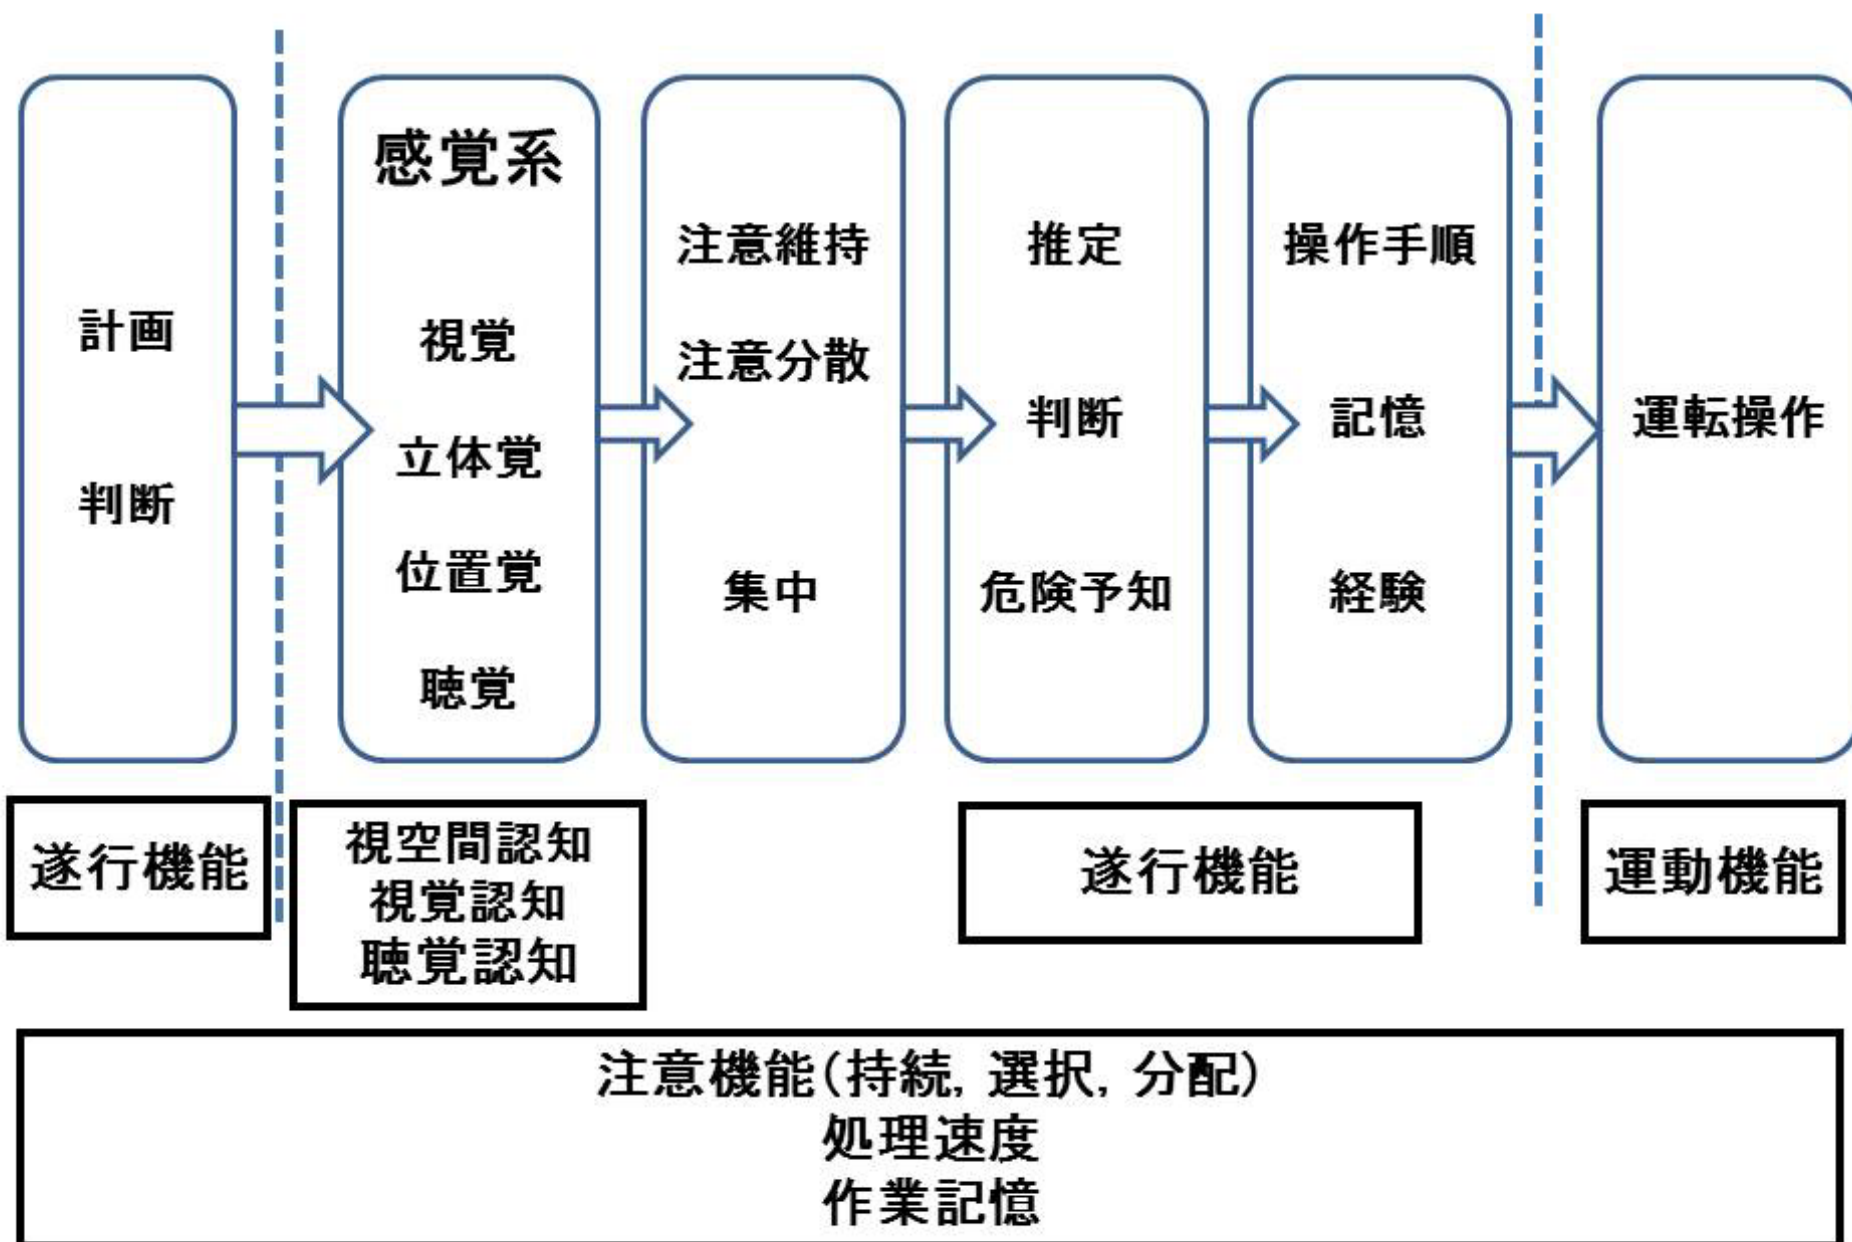 計画
判断
感覚系
視覚
立体覚
位置覚
聴覚
注意維持
注意分散
集中
推定
判断
危険予知
操作手順
記憶
経験
運転操作
遂行機能
視空間認知
視覚認知
聴覚認知
遂行機能
運動機能
注意機能(持続, 選択, 分配)
処理速度
作業記憶